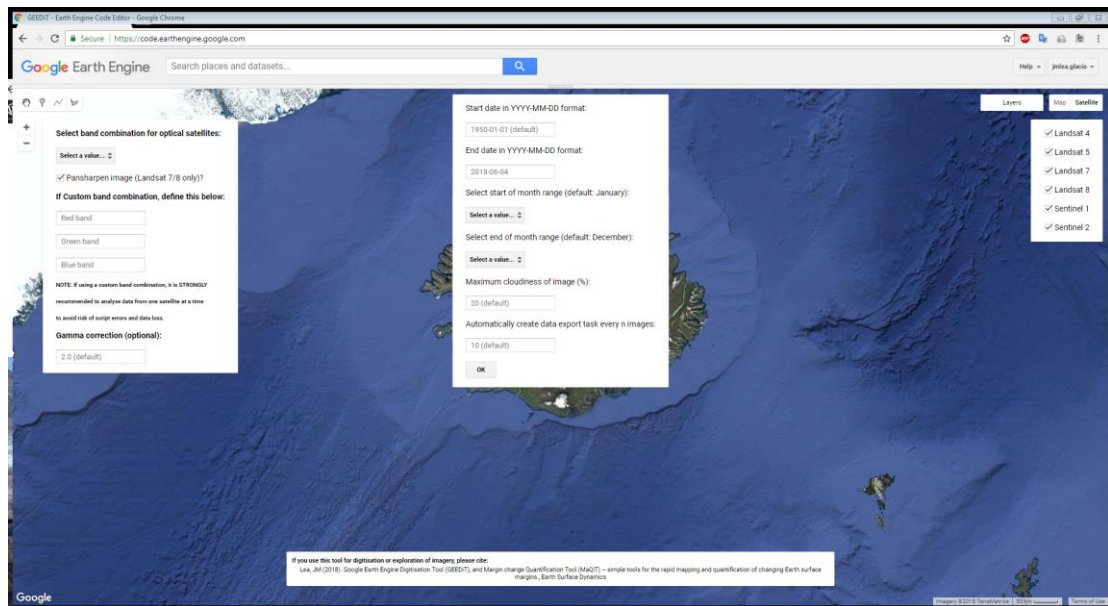 GEEDiT - Earth Engine Code Editor - Google Chrome
Secure | https://code.earthengine.google.com
Google Earth Engine
Search places and datasets...
Help
jmlea.glacio
Layers
Map Satellite
Select band combination for optical satellites:
Select a value...
Pansharpen image (Landsat 7/8 only)?
If Custom band combination, define this below:
Red band
Green band
Blue band
NOTE: If using a custom band combination, it is STRONGLY
recommended to analyse data from one satellite at a time
to avoid risk of script errors and data loss.
Gamma correction (optional):
2.0 (default)
Start date in YYYY-MM-DD format:
1950-01-01 (default)
End date in YYYY-MM-DD format:
2018-06-04
Select start of month range (default: January):
Select a value...
Select end of month range (default: December):
Select a value...
Maximum cloudiness of image (%):
20 (default)
Automatically create data export task every n images:
10 (default)
OK
Landsat 4
Landsat 5
Landsat 7
Landsat 8
Sentinel 1
Sentinel 2
If you use this tool for digitisation or exploration of imagery, please cite:
Lea, JM (2018). Google Earth Engine Digitisation Tool (GEEDiT), and Margin change Quantification Tool (MaQiT) – simple tools for the rapid mapping and quantification of changing Earth surface
margins., Earth Surface Dynamics
Google
Imagery ©2018 TerraMetrics
50 km
Terms of Use